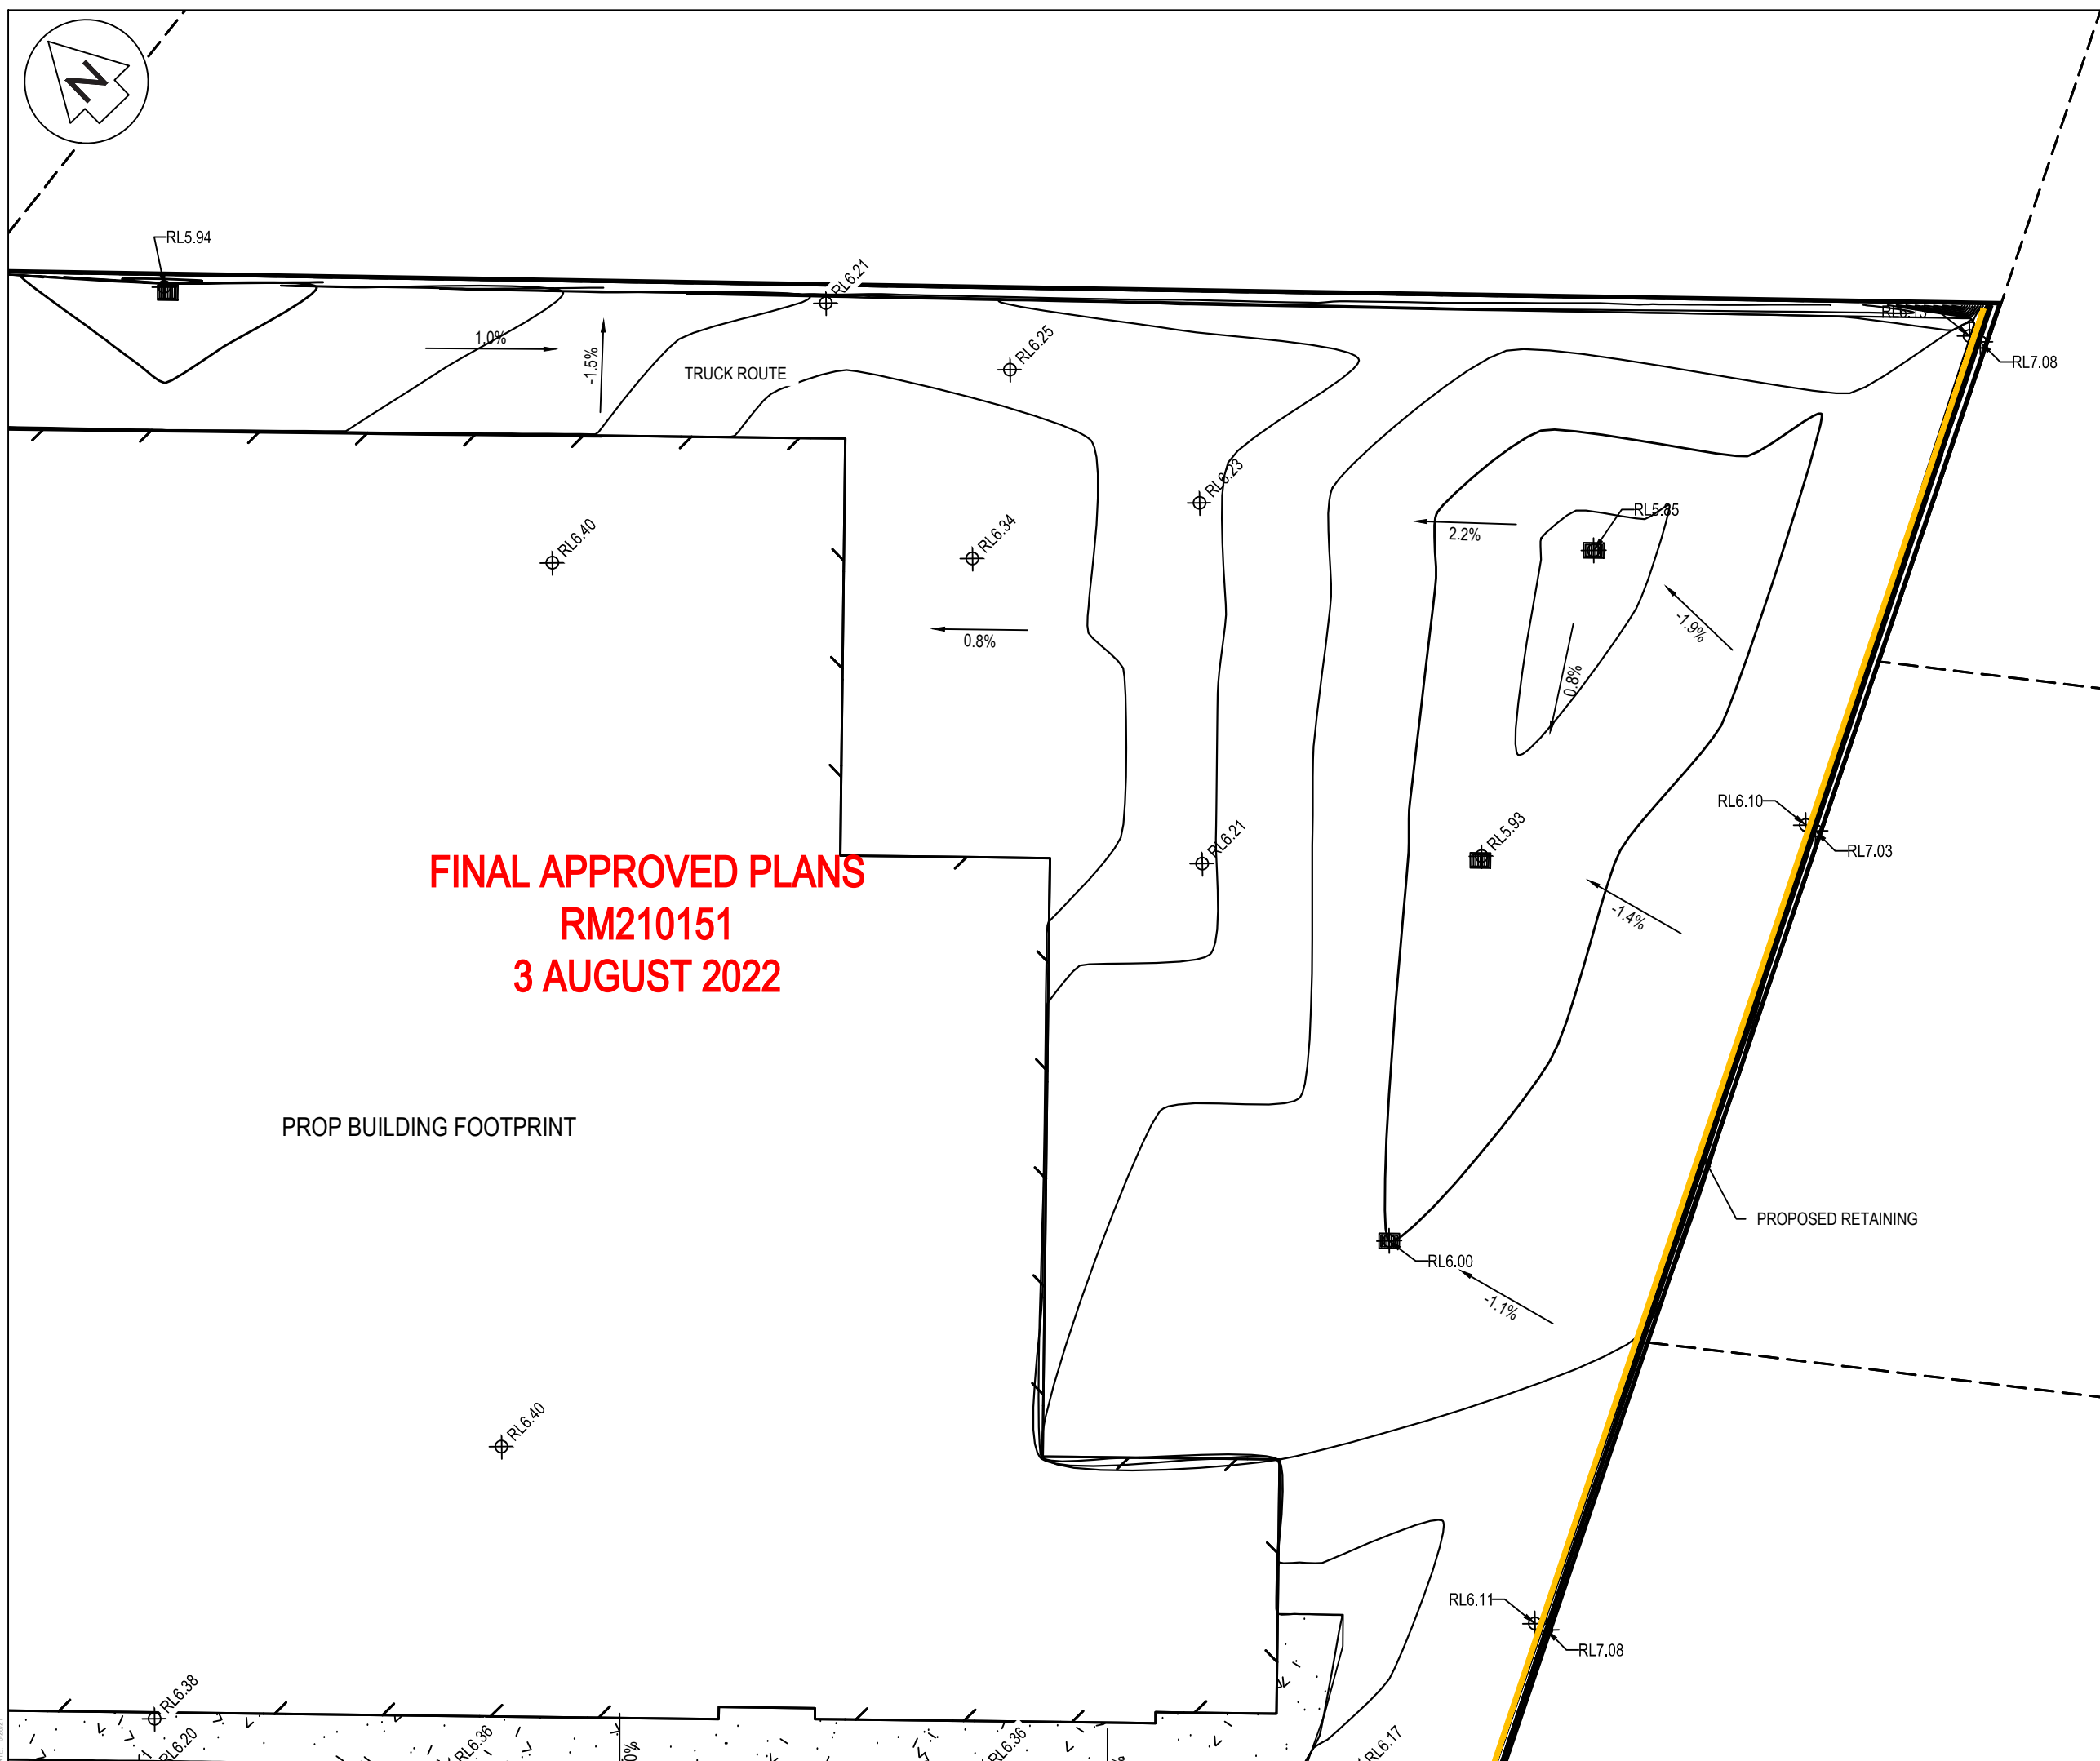 N
RL5.94
RL6.21
RL7.08
1.0%
-1.5%
TRUCK ROUTE
RL6.25
RL6.23
RL5.85
2.2%
RL6.40
RL6.34
0.8%
-1.9%
0.8%
RL6.10
RL7.03
RL6.21
RL5.93
FINAL APPROVED PLANS
RM210151
3 AUGUST 2022
-1.4%
PROP BUILDING FOOTPRINT
PROPOSED RETAINING
RL6.00
-1.1%
RL6.40
RL6.11
RL7.08
RL6.38
RL6.20
RL6.36
RL6.36
RL6.17